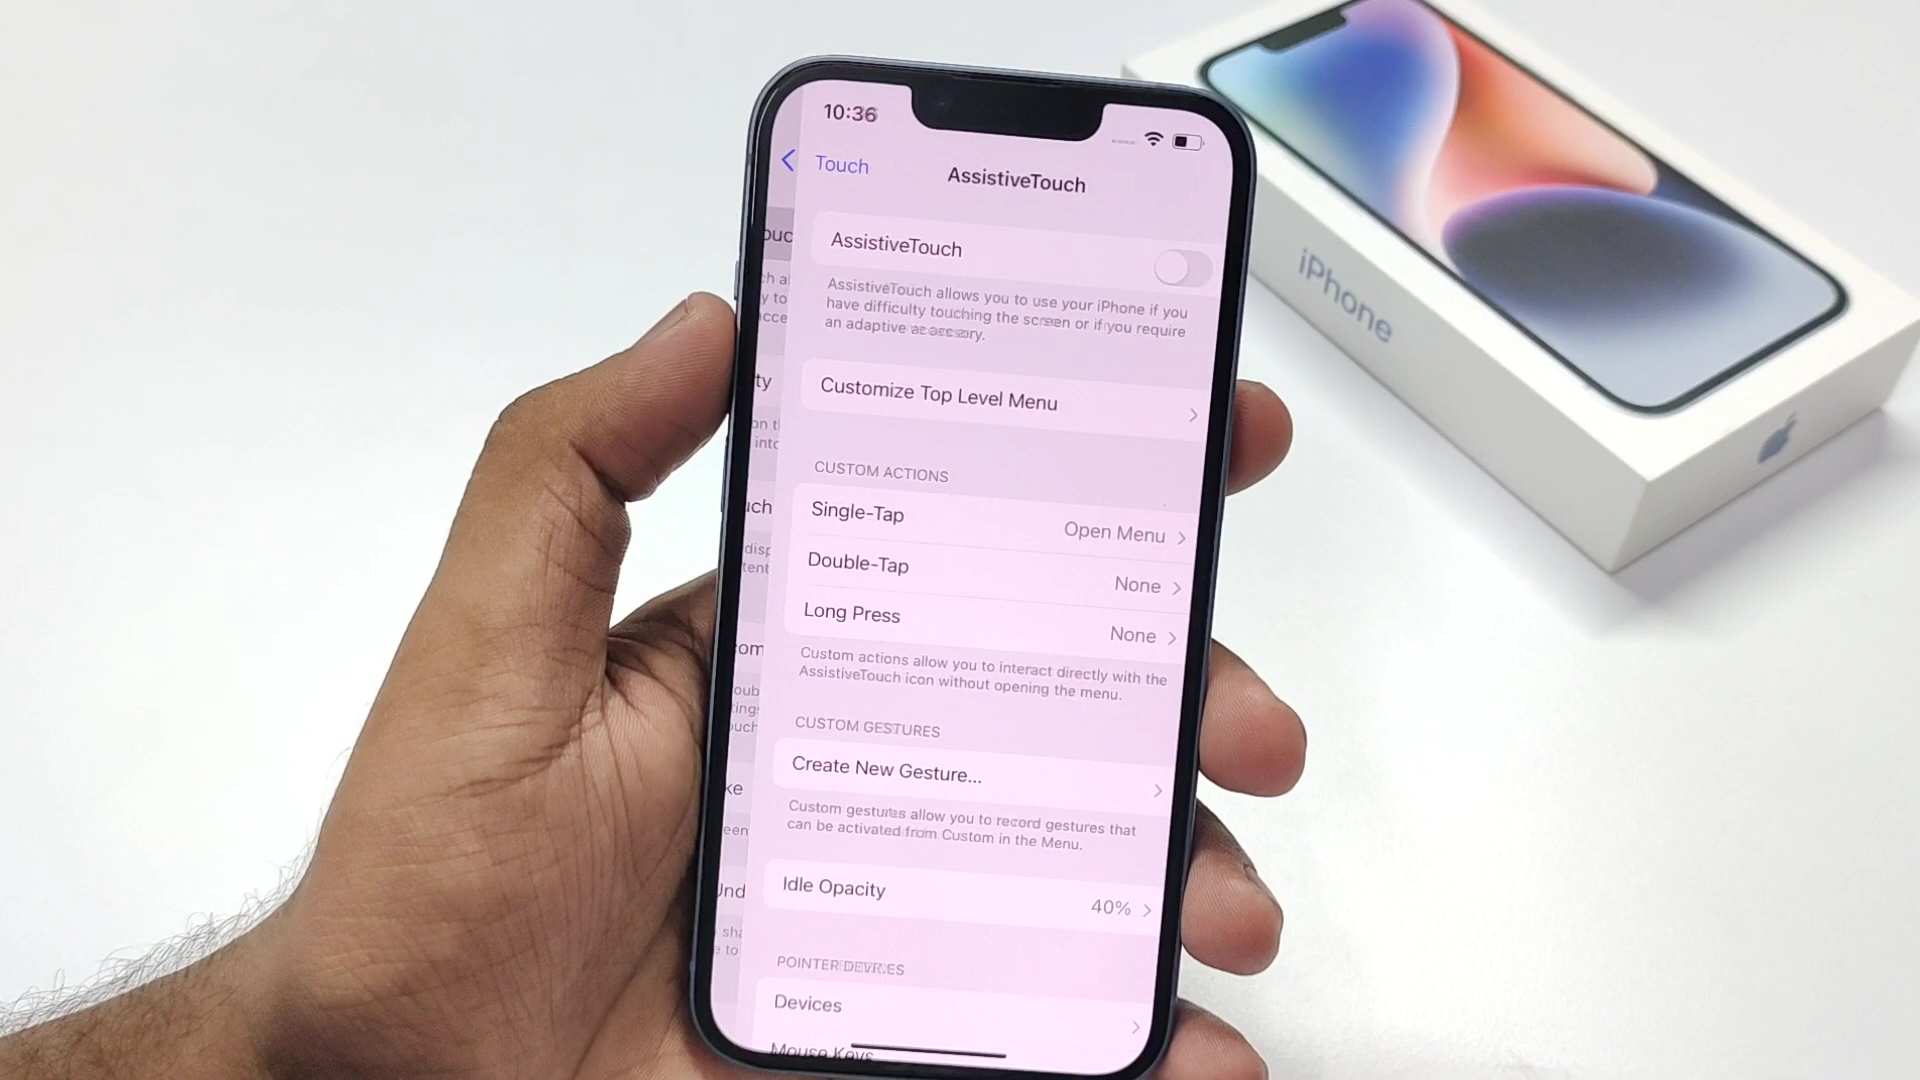 10:36
Touch
AssistiveTouch
AssistiveTouch
AssistiveTouch allows you to use your iPhone if you
have difficulty touching the screen or if you require
an adaptive accessory.
Customize Top Level Menu
CUSTOM ACTIONS
Single-Tap
Open Menu
Double-Tap
None
Long Press
None
Custom actions allow you to interact directly with the
AssistiveTouch icon without opening the menu.
CUSTOM GESTURES
Create New Gesture...
Custom gestures allow you to record gestures that
can be activated from Custom in the Menu.
Idle Opacity
40%
POINTER DEVICES
Devices
Mouse Keys
iPhone